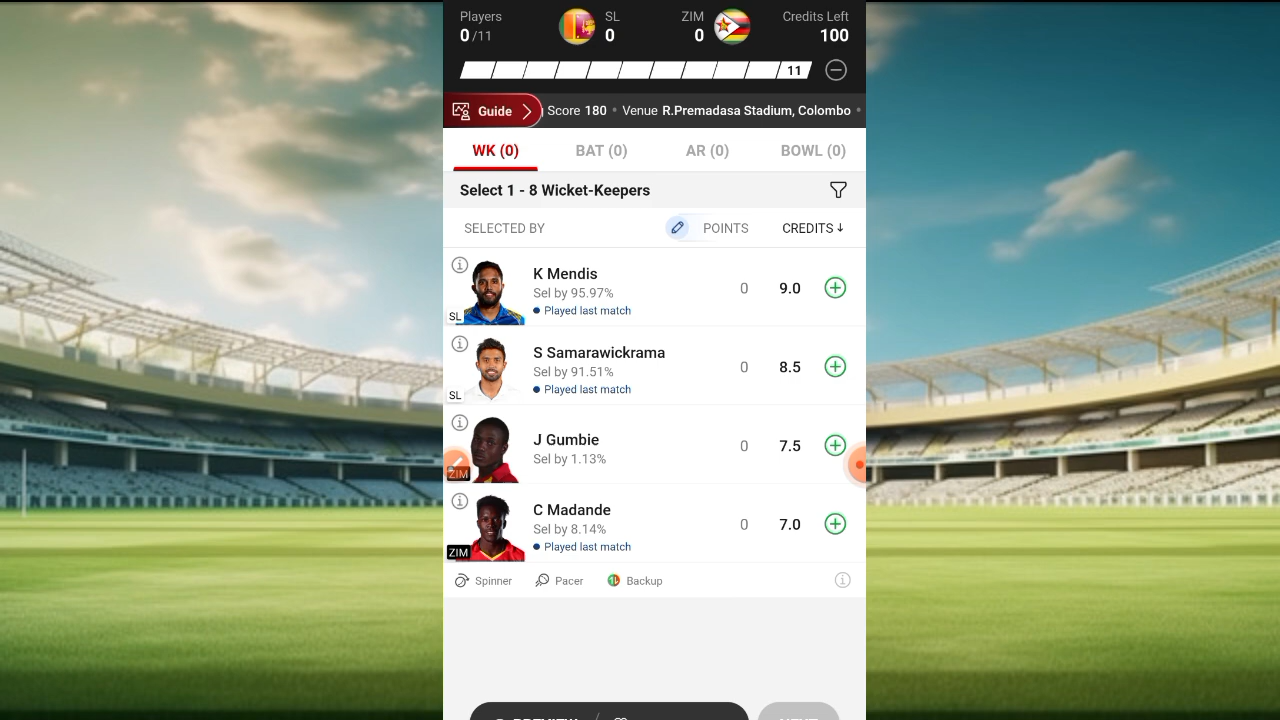 Players
0 /11
SL
0
ZIM
0
Credits Left
100
11
Guide
Score 180 • Venue R.Premadasa Stadium, Colombo •
WK (0) BAT (0) AR (0) BOWL (0)
Select 1 - 8 Wicket-Keepers
SELECTED BY POINTS CREDITS ↓
K Mendis
Sel by 95.97%
Played last match
SL
0 9.0
S Samarawickrama
Sel by 91.51%
Played last match
SL
0 8.5
J Gumbie
Sel by 1.13%
ZIM
0 7.5
C Madande
Sel by 8.14%
Played last match
ZIM
0 7.0
Spinner Pacer Backup